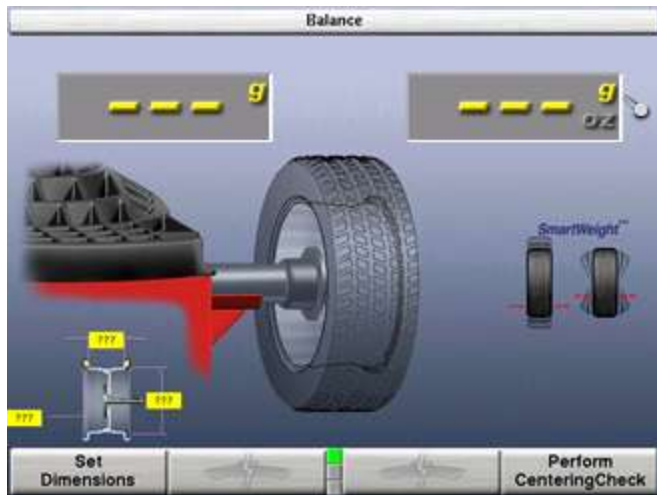 Balance
--- g
--- g
oz
SmartWeight™
???
???
???
Set
Dimensions
Perform
CenteringCheck